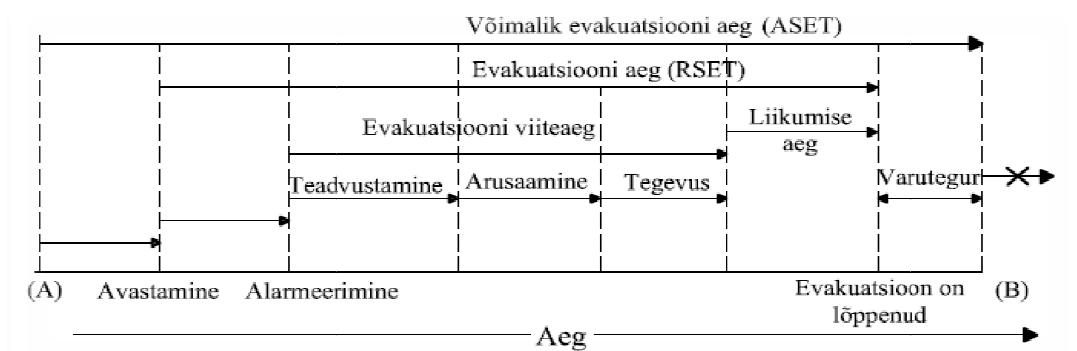 Võimalik evakuatsiooni aeg (ASET)
Evakuatsiooni aeg (RSET)
Evakuatsiooni viiteaeg
Liikumise
aeg
Teadvustamine
Arusaamine
Tegevus
Varutegur
(A)
Avastamine
Alarmeerimine
Evakuatsioon on
lõppenud
(B)
Aeg